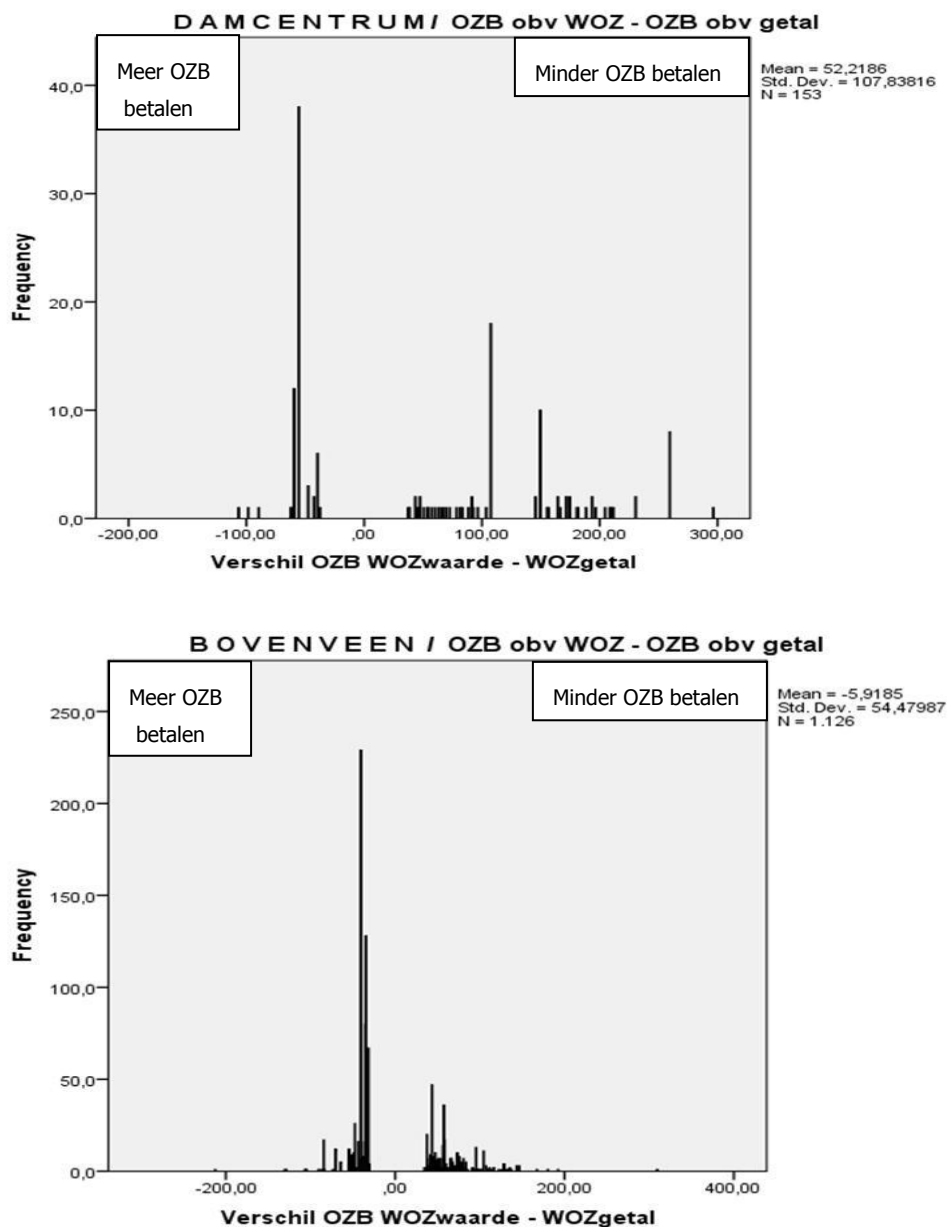 D A M C E N T R U M / OZB obv WOZ - OZB obv getal
Meer OZB
betalen
Minder OZB betalen
Mean = 52,2186
Std. Dev. = 107,83816
N = 153
Frequency
40,0
30,0
20,0
10,0
0,0
-200,00 -100,00 ,00 100,00 200,00 300,00
Verschil OZB WOZwaarde - WOZgetal
B O V E N V E E N / OZB obv WOZ - OZB obv getal
Meer OZB
betalen
Minder OZB betalen
Mean = -5,9185
Std. Dev. = 54,47987
N = 1.126
Frequency
250,0
200,0
150,0
100,0
50,0
0,0
-200,00 ,00 200,00 400,00
Verschil OZB WOZwaarde - WOZgetal